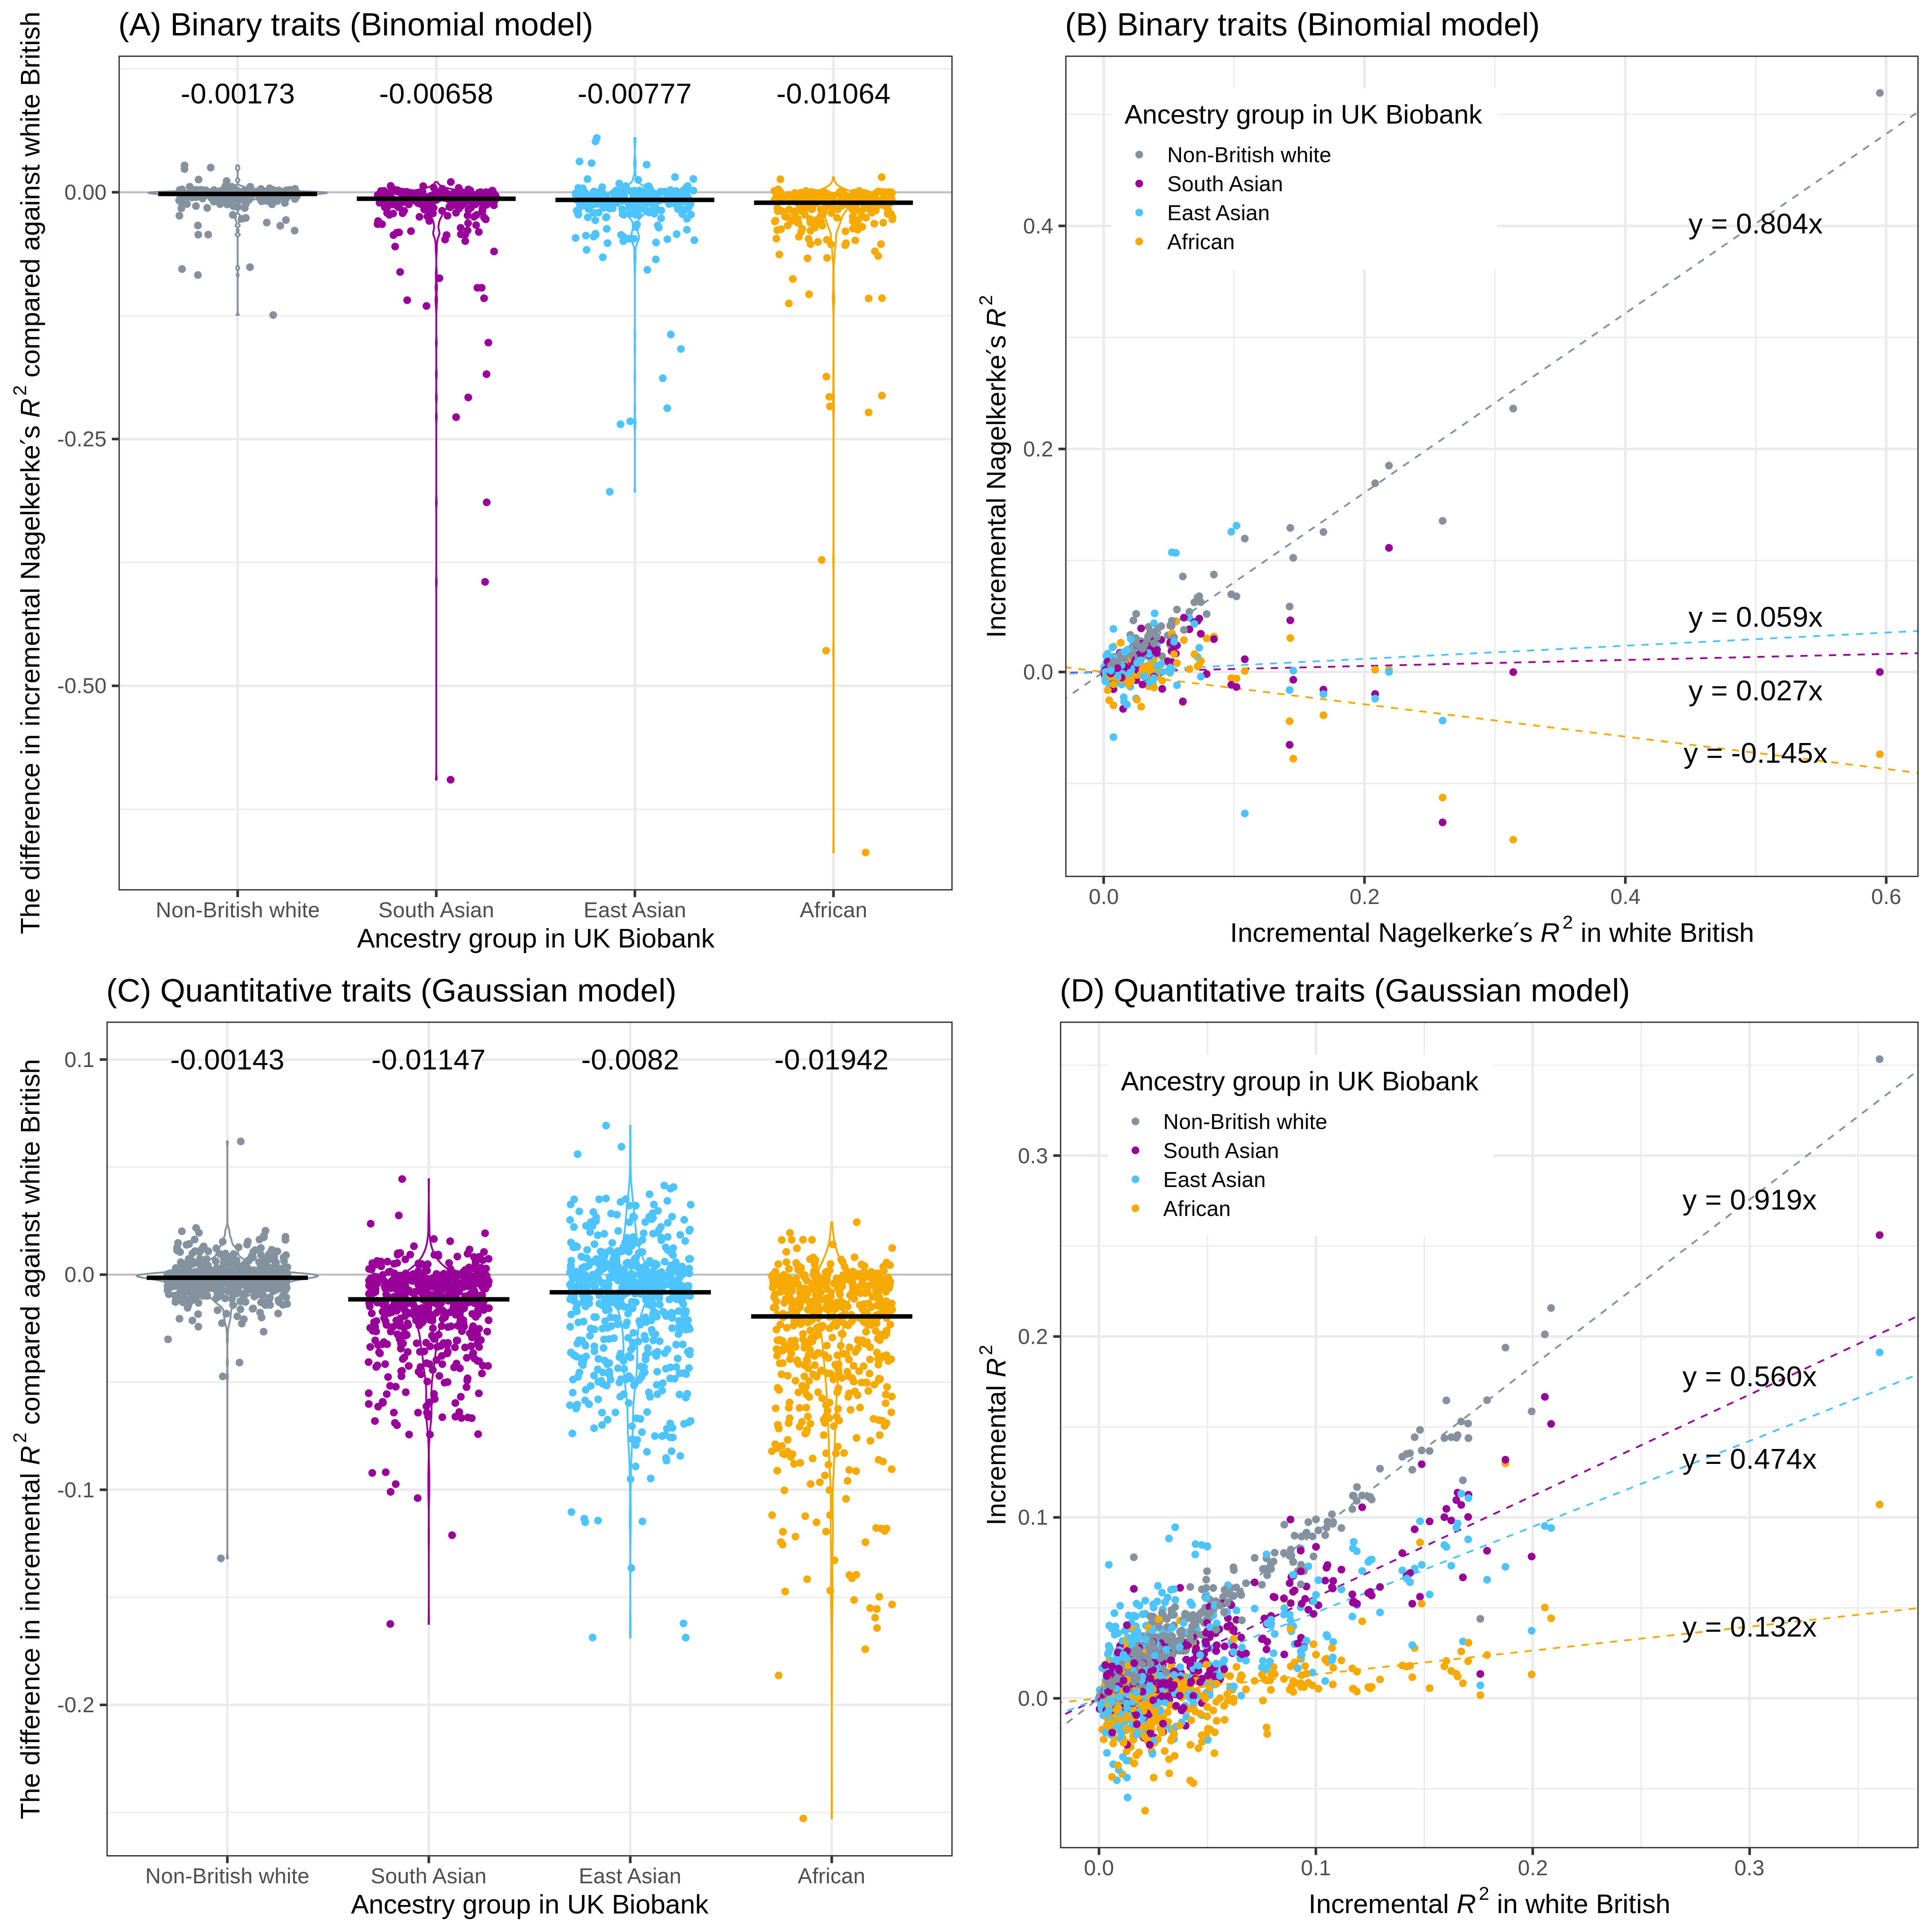 (A) Binary traits (Binomial model)
The difference in incremental Nagelkerke′s R2 compared against white British
-0.00173 -0.00658 -0.00777 -0.01064
0.00
-0.25
-0.50
Non-British white South Asian East Asian African
Ancestry group in UK Biobank
(B) Binary traits (Binomial model)
Incremental Nagelkerke′s R2
Ancestry group in UK Biobank
Non-British white
South Asian
East Asian
African
0.4
0.2
0.0
y = 0.804x
y = 0.059x
y = 0.027x
y = -0.145x
0.0 0.2 0.4 0.6
Incremental Nagelkerke′s R2 in white British
(C) Quantitative traits (Gaussian model)
The difference in incremental R2 compared against white British
-0.00143 -0.01147 -0.0082 -0.01942
0.1
0.0
-0.1
-0.2
Non-British white South Asian East Asian African
Ancestry group in UK Biobank
(D) Quantitative traits (Gaussian model)
Incremental R2
Ancestry group in UK Biobank
Non-British white
South Asian
East Asian
African
0.3
0.2
0.1
0.0
y = 0.919x
y = 0.560x
y = 0.474x
y = 0.132x
0.0 0.1 0.2 0.3
Incremental R2 in white British